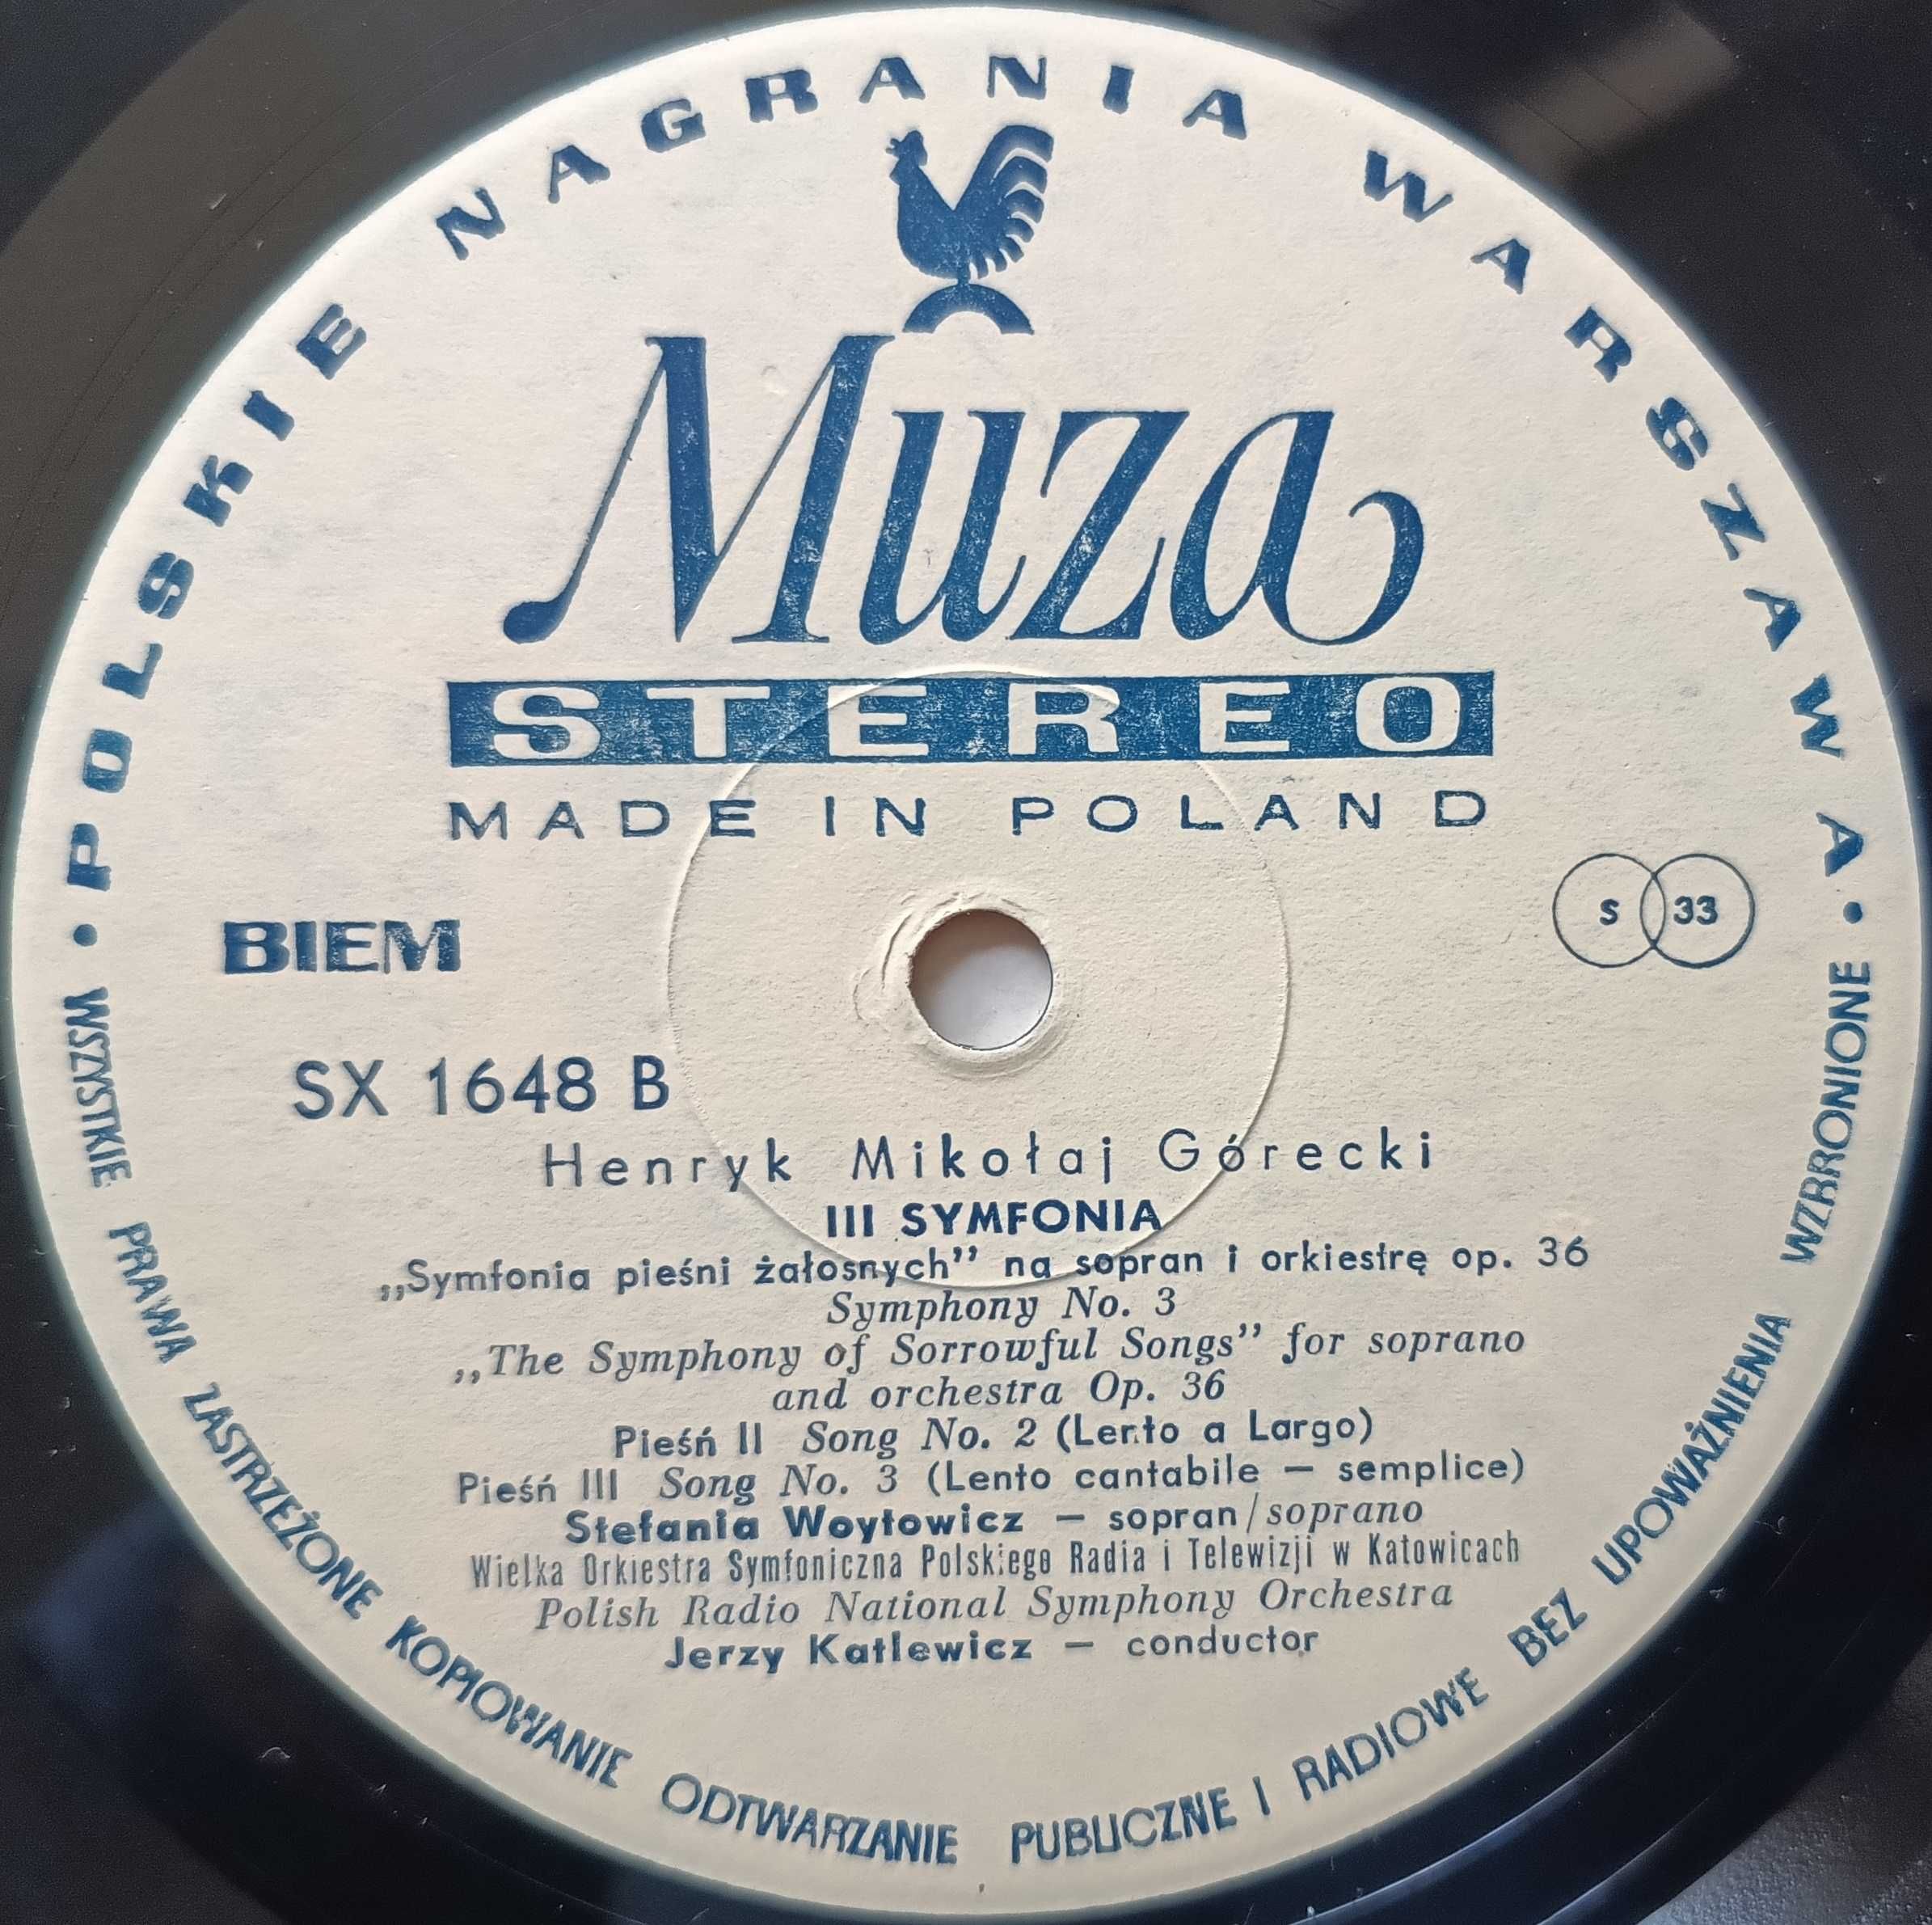 POLSKIE NAGRANIA WARSZAWA
Muza
STEREO
MADE IN POLAND
BIEM
S 33
SX 1648 B
Henryk Mikołaj Górecki
III SYMFONIA
„Symfonia pieśni żałosnych” na sopran i orkiestrę op. 36
Symphony No. 3
„The Symphony of Sorrowful Songs” for soprano
and orchestra Op. 36
Pieśń II Song No. 2 (Lento a Largo)
Pieśń III Song No. 3 (Lento cantabile — semplice)
Stefania Woytowicz — sopran/soprano
Wielka Orkiestra Symfoniczna Polskiego Radia i Telewizji w Katowicach
Polish Radio National Symphony Orchestra
Jerzy Katlewicz — conductor
• WSZYSTKIE PRAWA ZASTRZEŻONE KOPIOWANIE ODTWARZANIE PUBLICZNE I RADIOWE BEZ UPOWAŻNIENIA WZBRONIONE •